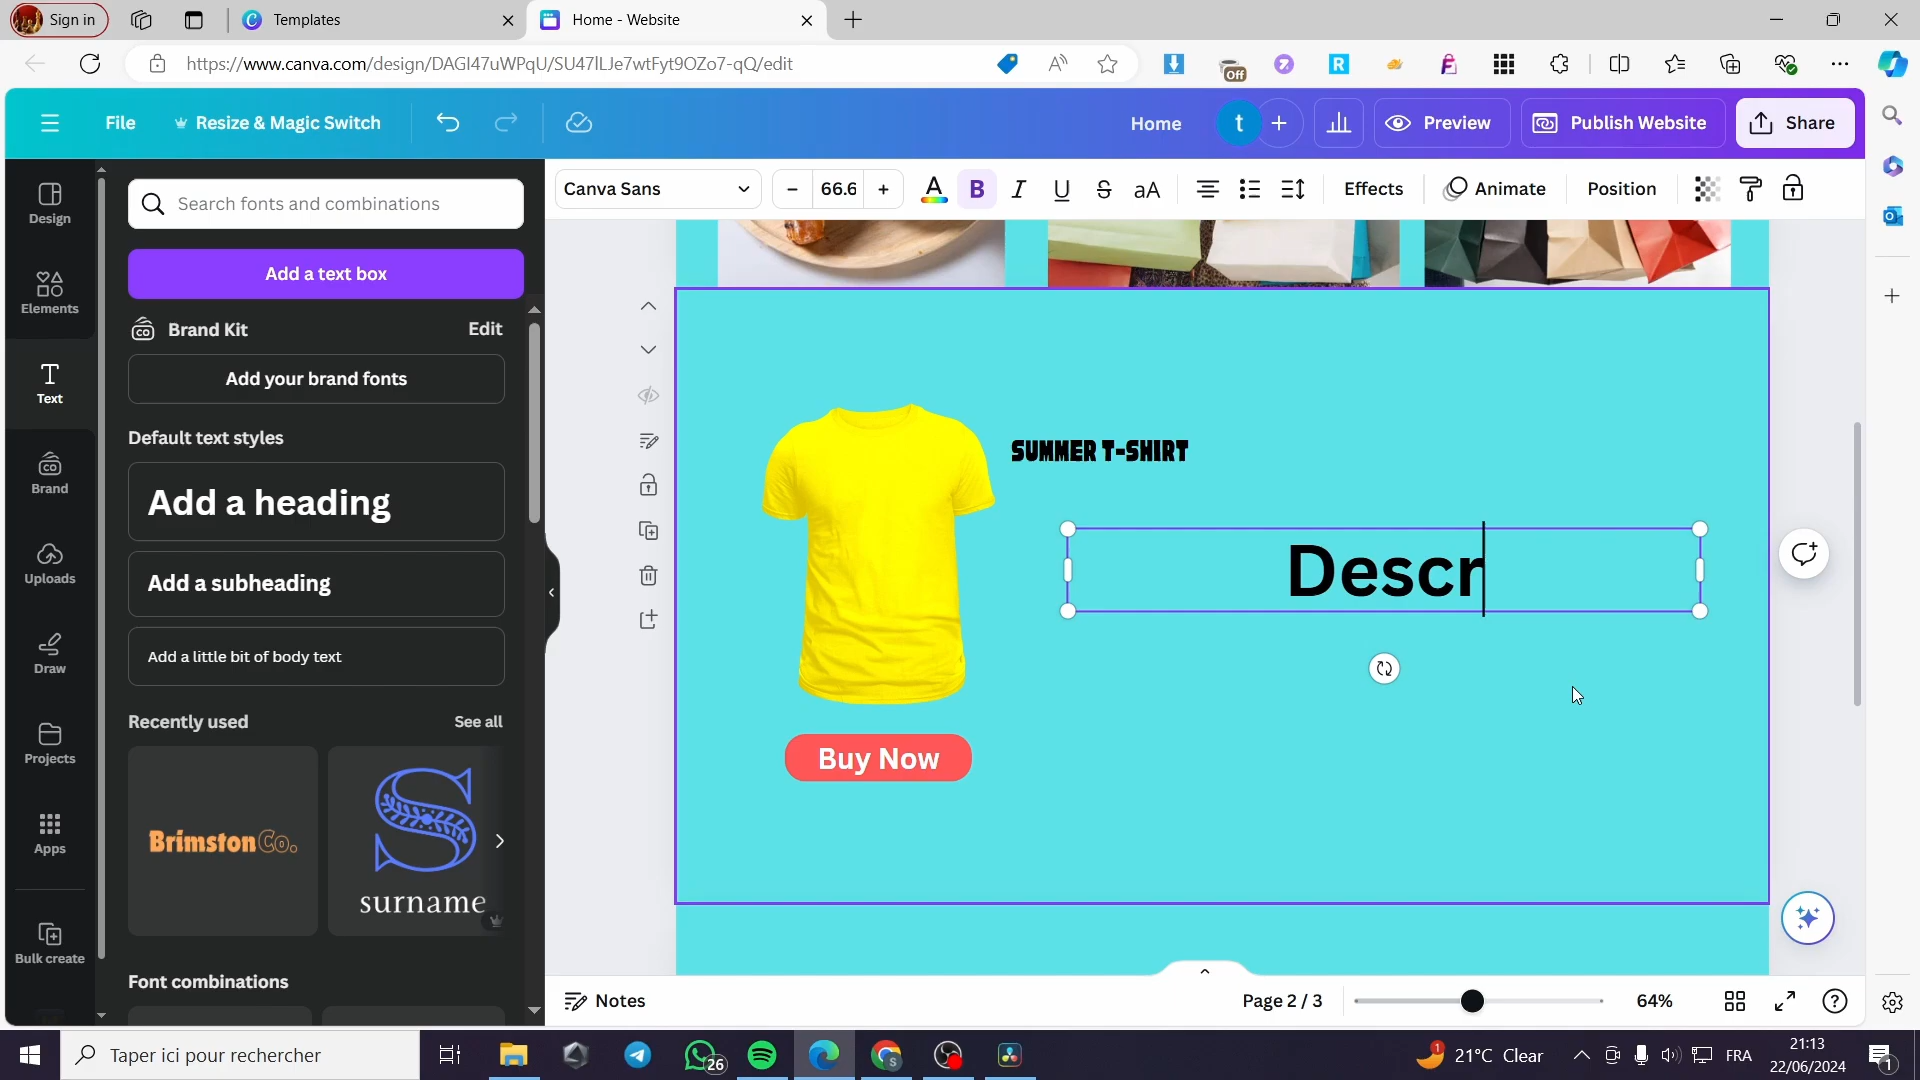 Sign in
Templates
Home - Website
https://www.canva.com/design/DAGI47uWPqU/SU47lLJe7wtFyt9OZo7-qQ/edit
Off
File
Resize & Magic Switch
Home
t
Preview
Publish Website
Share
Design
Elements
Text
Brand
Uploads
Draw
Projects
Apps
Bulk create
Search fonts and combinations
Add a text box
Brand Kit
Edit
Add your brand fonts
Default text styles
Add a heading
Add a subheading
Add a little bit of body text
Recently used
See all
BrimstonCo.
S
surname
Font combinations
Canva Sans
66.6
B
I
U
S
aA
Effects
Animate
Position
SUMMER T-SHIRT
Descr
Buy Now
Notes
Page 2 / 3
64%
Taper ici pour rechercher
26
1
21°C Clear
FRA
21:13
22/06/2024
1